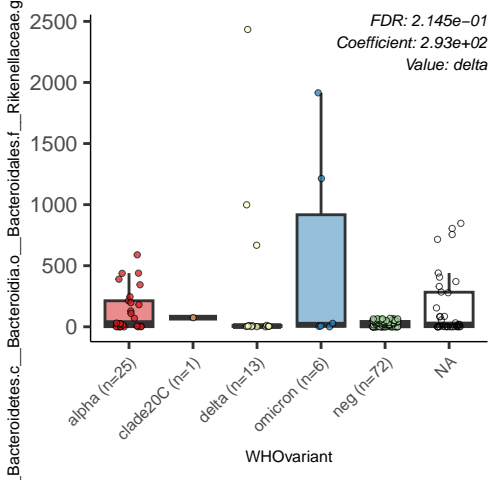 FDR: 2.145e−01
Coefficient: 2.93e+02
Value: delta
_Bacteroidetes.c__Bacteroidia.o__Bacteroidales.f__Rikenellaceae.g
2500
2000
1500
1000
500
0
alpha (n=25)
clade20C (n=1)
delta (n=13)
omicron (n=6)
neg (n=72)
NA
WHOvariant